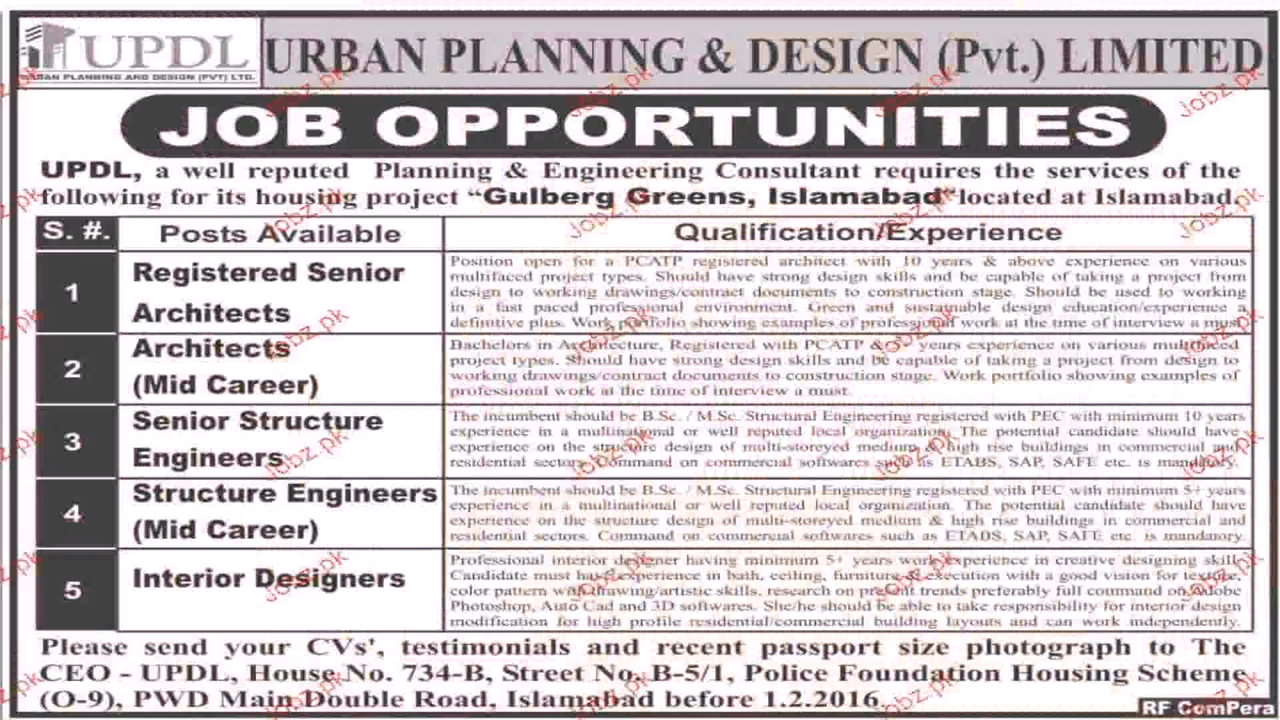 UPDL
URBAN PLANNING AND DESIGN (PVT) LTD.
URBAN PLANNING & DESIGN (Pvt.) LIMITED
JOB OPPORTUNITIES
UPDL, a well reputed Planning & Engineering Consultant requires the services of the
following for its housing project “Gulberg Greens, Islamabad“located at Islamabad.
S. #. Posts Available Qualification/Experience
1
Registered Senior
Architects
Position open for a PCATP registered architect with 10 years & above experience on various
multifaced project types. Should have strong design skills and be capable of taking a project from
design to working drawings/contract documents to construction stage. Should be used to working
in a fast paced professional environment. Green and sustainable design education/experience a
definitive plus. Work portfolio showing examples of professional work at the time of interview a must
2
Architects
(Mid Career)
Bachelors in Architecture, Registered with PCATP & years experience on various multifaced
project types. Should have strong design skills and be capable of taking a project from design to
working drawings/contract documents to construction stage. Work portfolio showing examples of
professional work at the time of interview a must.
3
Senior Structure
Engineers
The incumbent should be B.Sc. / M.Sc. Structural Engineering registered with PEC with minimum 10 years
experience in a multinational or well reputed local organization. The potential candidate should have
experience on the structure design of multi-storeyed medium & high rise buildings in commercial and
residential sectors. Command on commercial softwares such as ETABS, SAP, SAFE etc. is mandatory.
4
Structure Engineers
(Mid Career)
The incumbent should be B.Sc. / M.Sc. Structural Engineering registered with PEC with minimum 5+ years
experience in a multinational or well reputed local organization. The potential candidate should have
experience on the structure design of multi-storeyed medium & high rise buildings in commercial and
residential sectors. Command on commercial softwares such as ETABS, SAP, SAFE etc. is mandatory.
5
Interior Designers
Professional interior designer having minimum 5+ years work experience in creative designing skill
Candidate must have experience in bath, ceiling, furniture & execution with a good vision for texture,
color pattern with drawing/artistic skills, research on present trends preferably full command on Adobe
Photoshop, Auto Cad and 3D softwares. She/he should be able to take responsibility for interior design
modification for high profile residential/commercial building layouts and can work independently.
Please send your CVs', testimonials and recent passport size photograph to The
CEO - UPDL, House No. 734-B, Street No. B-5/1, Police Foundation Housing Scheme
(O-9), PWD Main Double Road, Islamabad before 1.2.2016.
RF ComPera
Jobz.pk